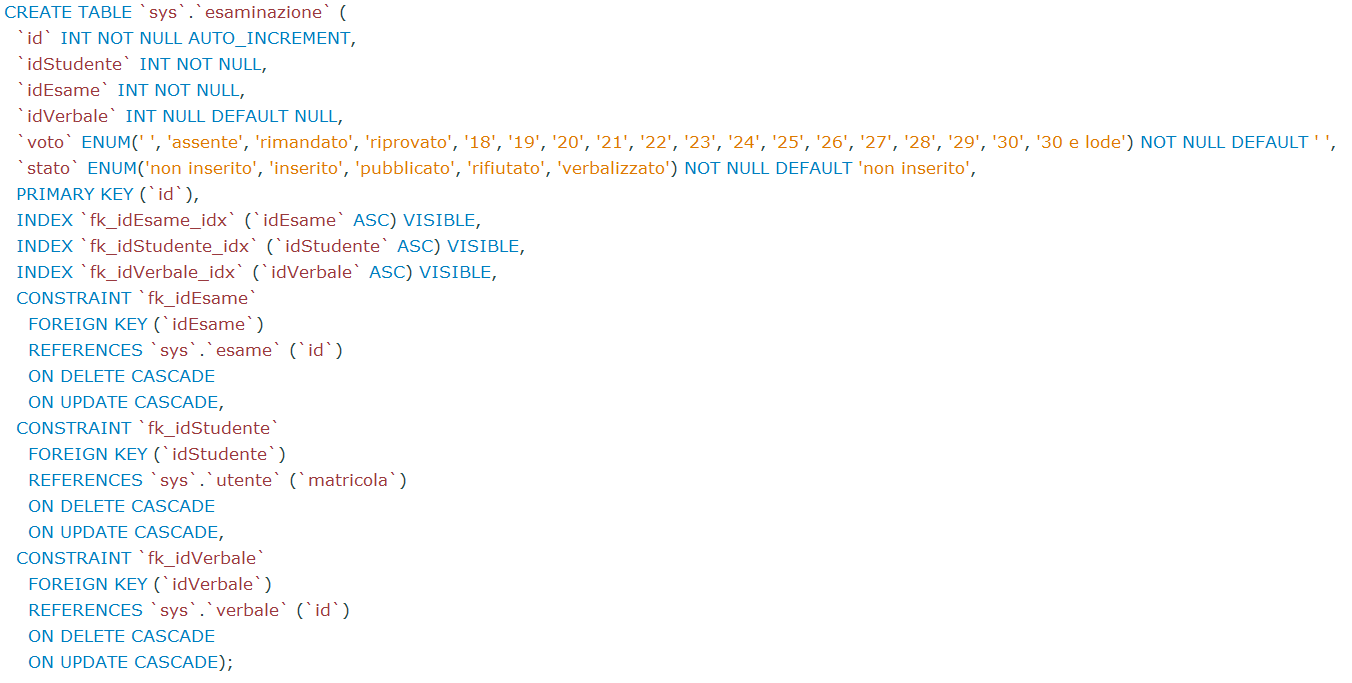 CREATE TABLE `sys`.`esaminazione` (
`id` INT NOT NULL AUTO_INCREMENT,
`idStudente` INT NOT NULL,
`idEsame` INT NOT NULL,
`idVerbale` INT NULL DEFAULT NULL,
`voto` ENUM(' ', 'assente', 'rimandato', 'riprovato', '18', '19', '20', '21', '22', '23', '24', '25', '26', '27', '28', '29', '30', '30 e lode') NOT NULL DEFAULT ' ',
`stato` ENUM('non inserito', 'inserito', 'pubblicato', 'rifiutato', 'verbalizzato') NOT NULL DEFAULT 'non inserito',
PRIMARY KEY (`id`),
INDEX `fk_idEsame_idx` (`idEsame` ASC) VISIBLE,
INDEX `fk_idStudente_idx` (`idStudente` ASC) VISIBLE,
INDEX `fk_idVerbale_idx` (`idVerbale` ASC) VISIBLE,
CONSTRAINT `fk_idEsame`
FOREIGN KEY (`idEsame`)
REFERENCES `sys`.`esame` (`id`)
ON DELETE CASCADE
ON UPDATE CASCADE,
CONSTRAINT `fk_idStudente`
FOREIGN KEY (`idStudente`)
REFERENCES `sys`.`utente` (`matricola`)
ON DELETE CASCADE
ON UPDATE CASCADE,
CONSTRAINT `fk_idVerbale`
FOREIGN KEY (`idVerbale`)
REFERENCES `sys`.`verbale` (`id`)
ON DELETE CASCADE
ON UPDATE CASCADE);